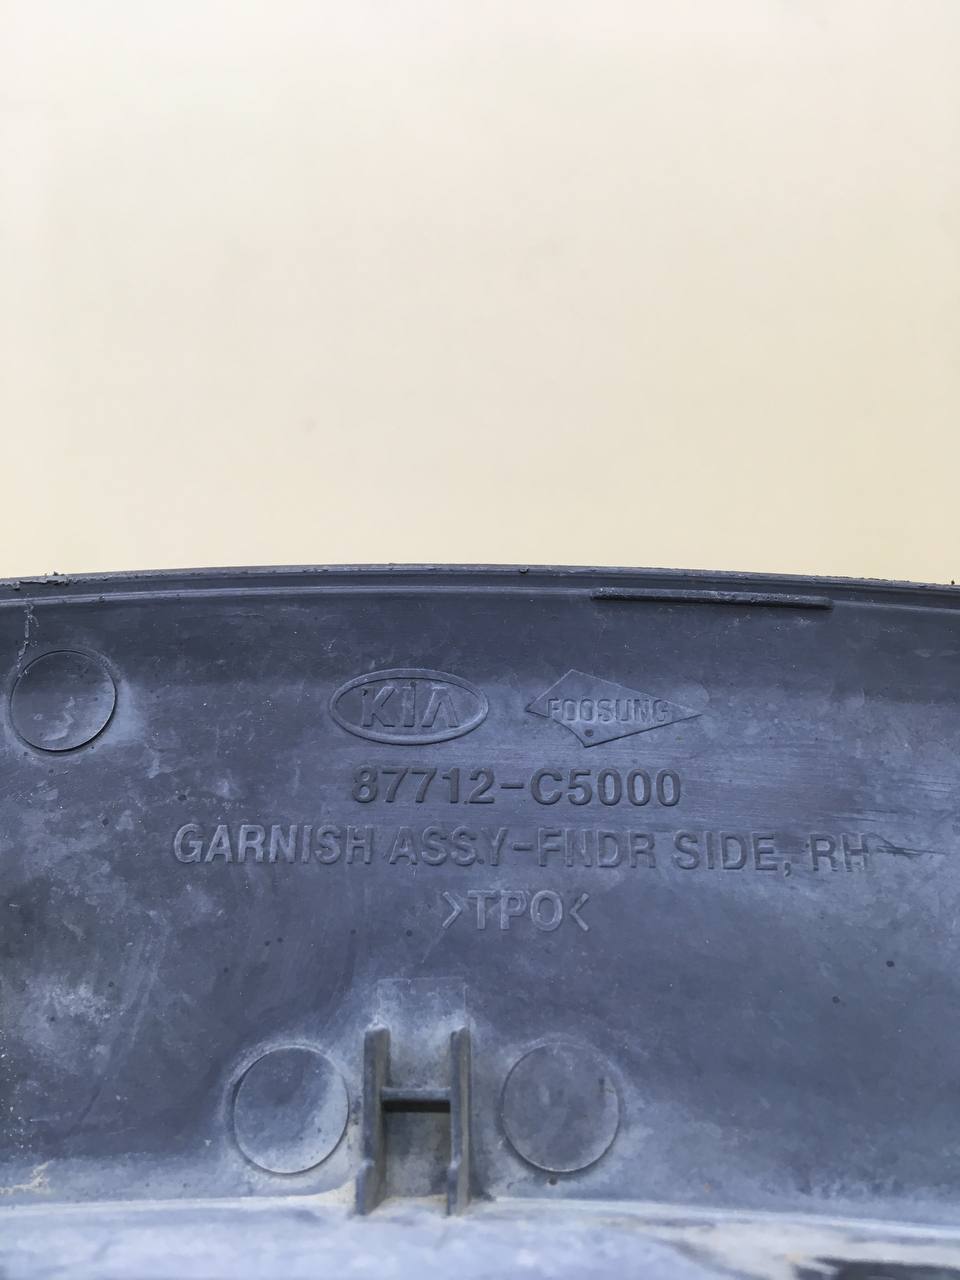 KIA FOOSUNG
87712-C5000
GARNISH ASSY-FNDR SIDE, RH
>TPO<